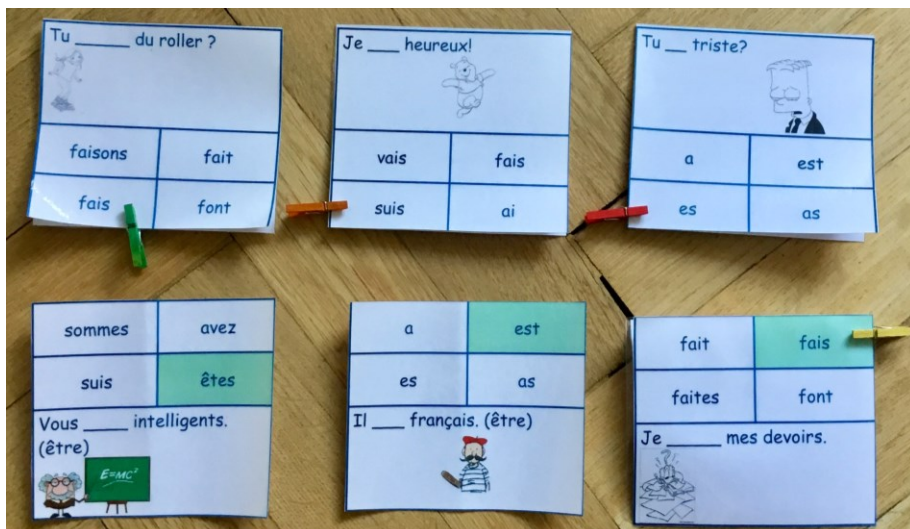 Tu ______ du roller ?
faisons fait
fais font
Je ___ heureux!
vais fais
suis ai
Tu __ triste?
a est
es as
sommes avez
suis êtes
Vous _____ intelligents.
(être)
E=MC²
a est
es as
Il ___ français. (être)
fait fais
faites font
Je ______ mes devoirs.
?